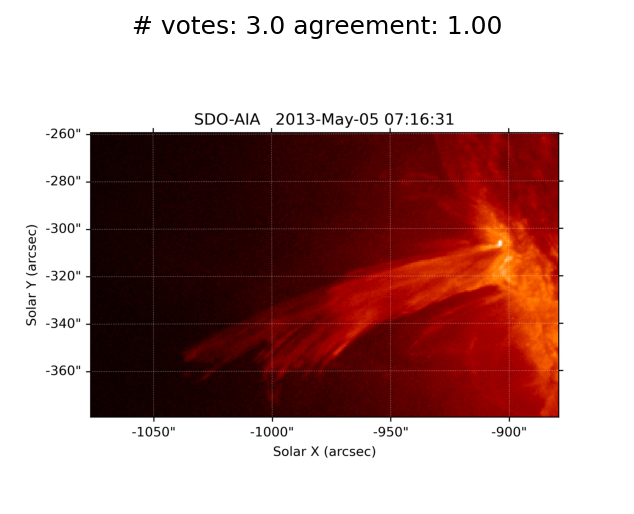 # votes: 3.0 agreement: 1.00
SDO-AIA 2013-May-05 07:16:31
-260"
-280"
-300"
-320"
-340"
-360"
Solar Y (arcsec)
-1050" -1000" -950" -900"
Solar X (arcsec)